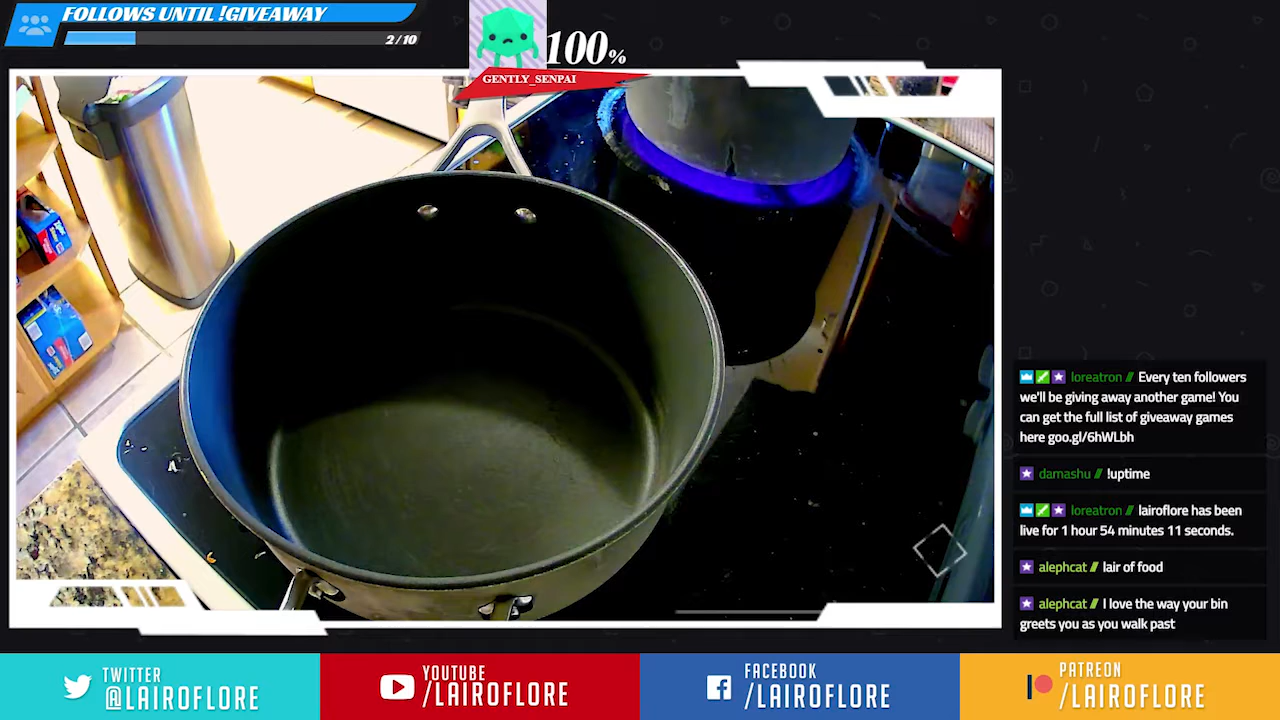 FOLLOWS UNTIL !GIVEAWAY
2/10
100%
GENTLY_SENPAI
loreatron // Every ten followers
we'll be giving away another game! You
can get the full list of giveaway games
here goo.gl/6hWLbh
damashu // !uptime
loreatron // lairoflore has been
live for 1 hour 54 minutes 11 seconds.
alephcat // lair of food
alephcat // I love the way your bin
greets you as you walk past
TWITTER
@LAIROFLORE
YOUTUBE
/LAIROFLORE
FACEBOOK
/LAIROFLORE
PATREON
/LAIROFLORE